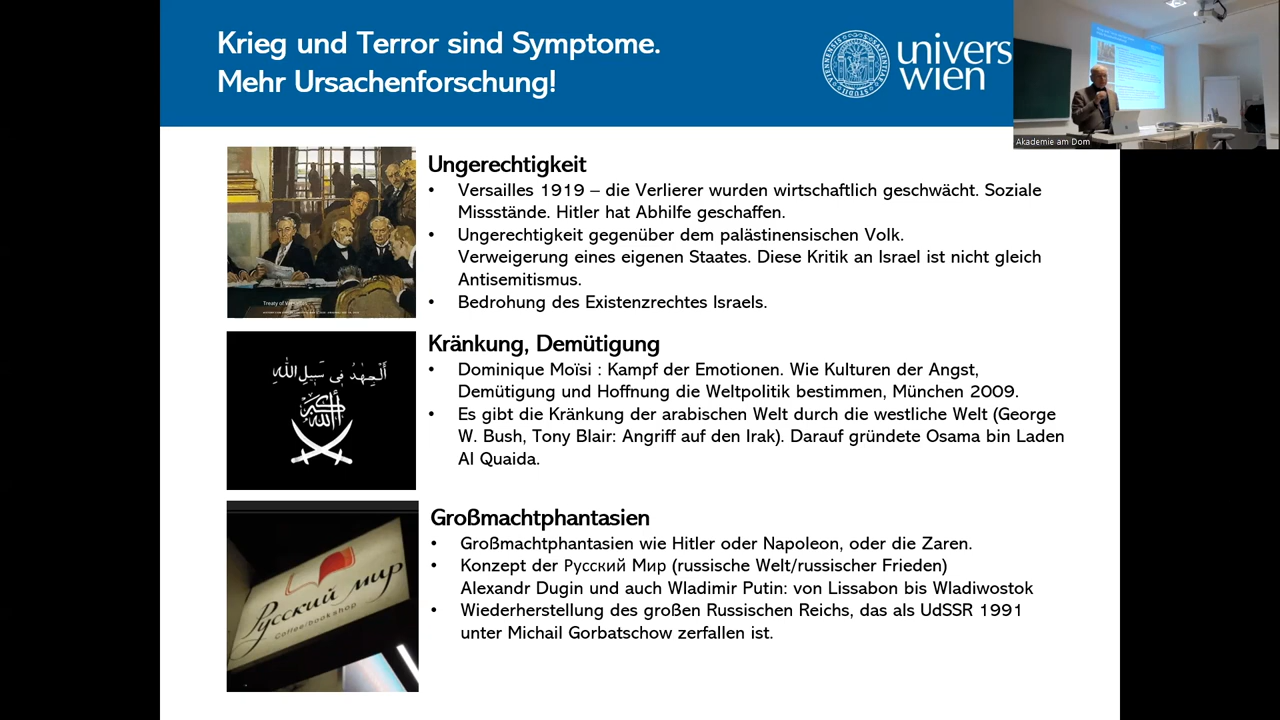 Krieg und Terror sind Symptome.
Mehr Ursachenforschung!
univers
wien
Akademie am Dom
Ungerechtigkeit
• Versailles 1919 – die Verlierer wurden wirtschaftlich geschwächt. Soziale
Missstände. Hitler hat Abhilfe geschaffen.
• Ungerechtigkeit gegenüber dem palästinensischen Volk.
Verweigerung eines eigenen Staates. Diese Kritik an Israel ist nicht gleich
Antisemitismus.
• Bedrohung des Existenzrechtes Israels.
Kränkung, Demütigung
• Dominique Moïsi : Kampf der Emotionen. Wie Kulturen der Angst,
Demütigung und Hoffnung die Weltpolitik bestimmen, München 2009.
• Es gibt die Kränkung der arabischen Welt durch die westliche Welt (George
W. Bush, Tony Blair: Angriff auf den Irak). Darauf gründete Osama bin Laden
Al Quaida.
الله أكبر
Großmachtphantasien
• Großmachtphantasien wie Hitler oder Napoleon, oder die Zaren.
• Konzept der Русский Мир (russische Welt/russischer Frieden)
Alexandr Dugin und auch Wladimir Putin: von Lissabon bis Wladiwostok
• Wiederherstellung des großen Russischen Reichs, das als UdSSR 1991
unter Michail Gorbatschow zerfallen ist.
Русский мир
Coffee/bookshop